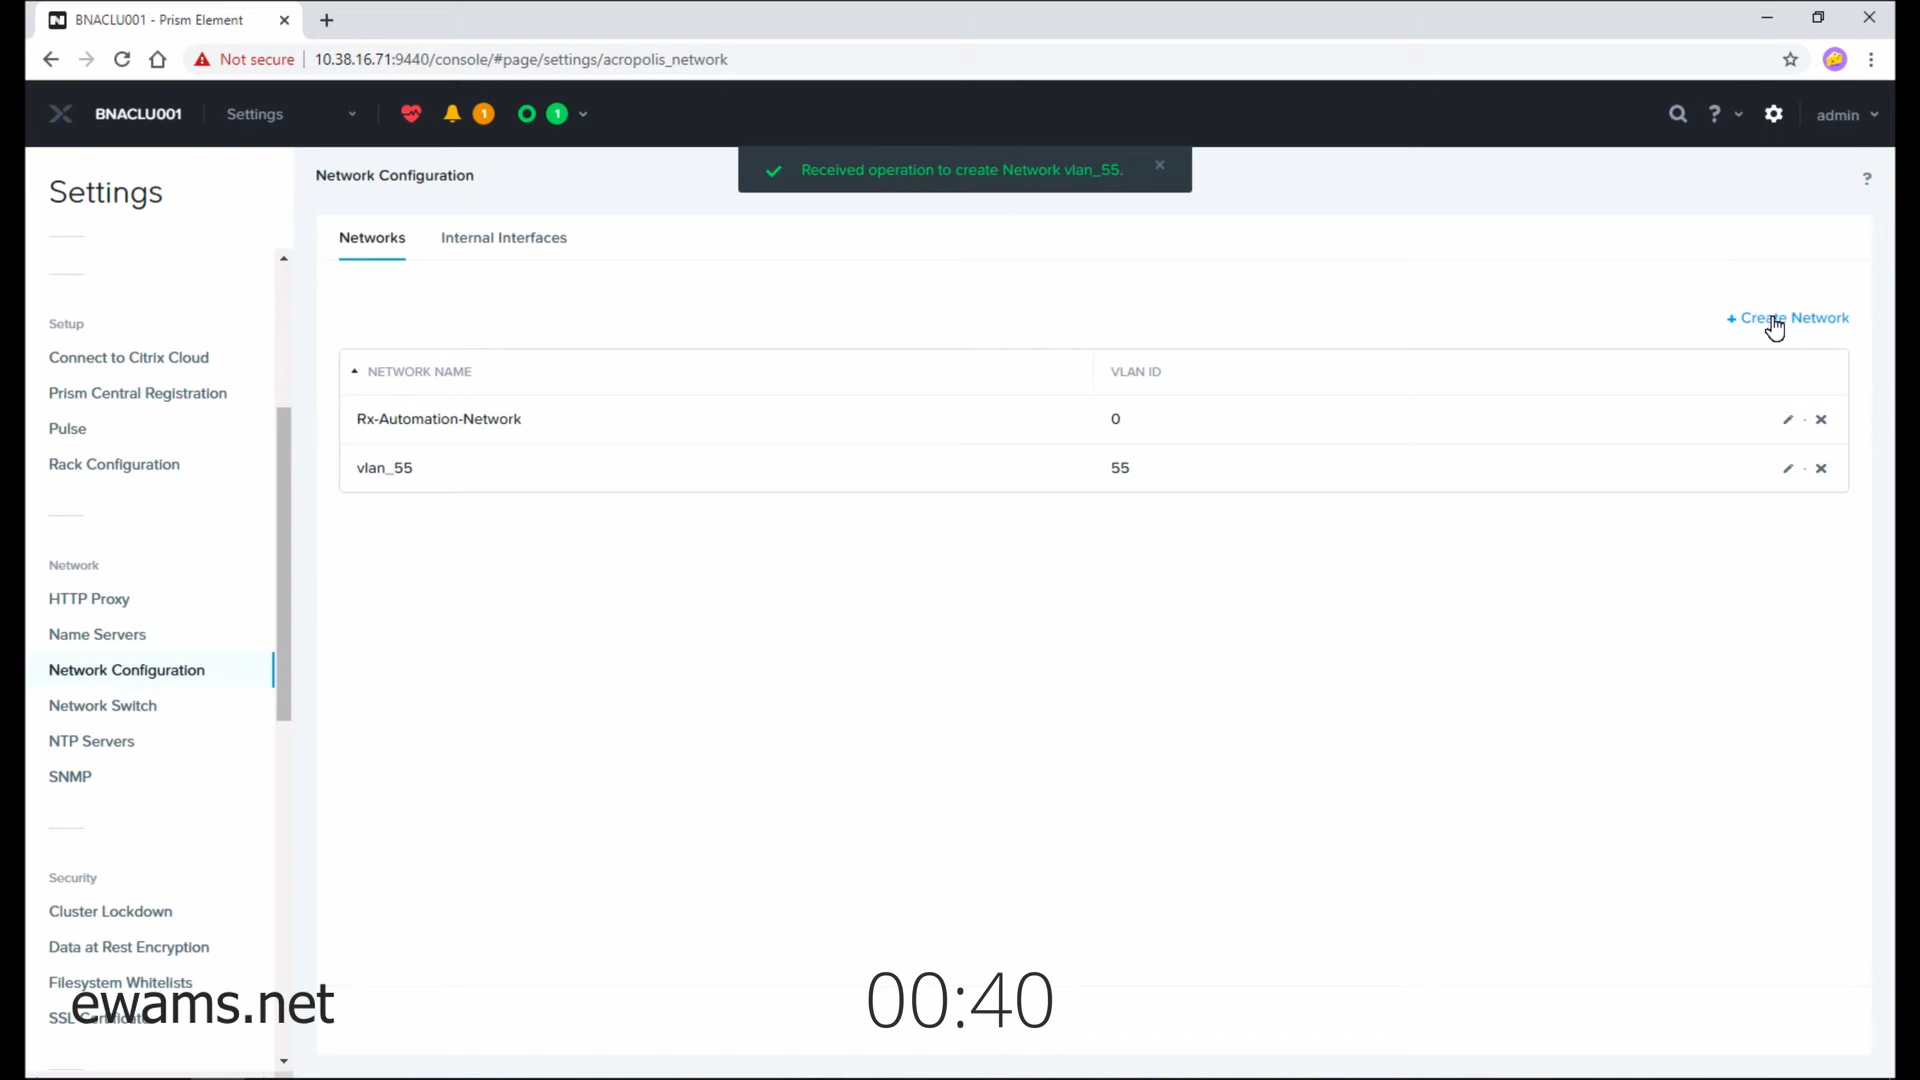 BNACLU001 - Prism Element
Not secure
10.38.16.71:9440/console/#page/settings/acropolis_network
BNACLU001
Settings
1
1
?
admin
Received operation to create Network vlan_55.
Settings
Network Configuration
?
Networks
Internal Interfaces
+ Create Network
NETWORK NAME
VLAN ID
Rx-Automation-Network
0
vlan_55
55
Setup
Connect to Citrix Cloud
Prism Central Registration
Pulse
Rack Configuration
Network
HTTP Proxy
Name Servers
Network Configuration
Network Switch
NTP Servers
SNMP
Security
Cluster Lockdown
Data at Rest Encryption
Filesystem Whitelists
SSL Certificate
ewams.net
00:40